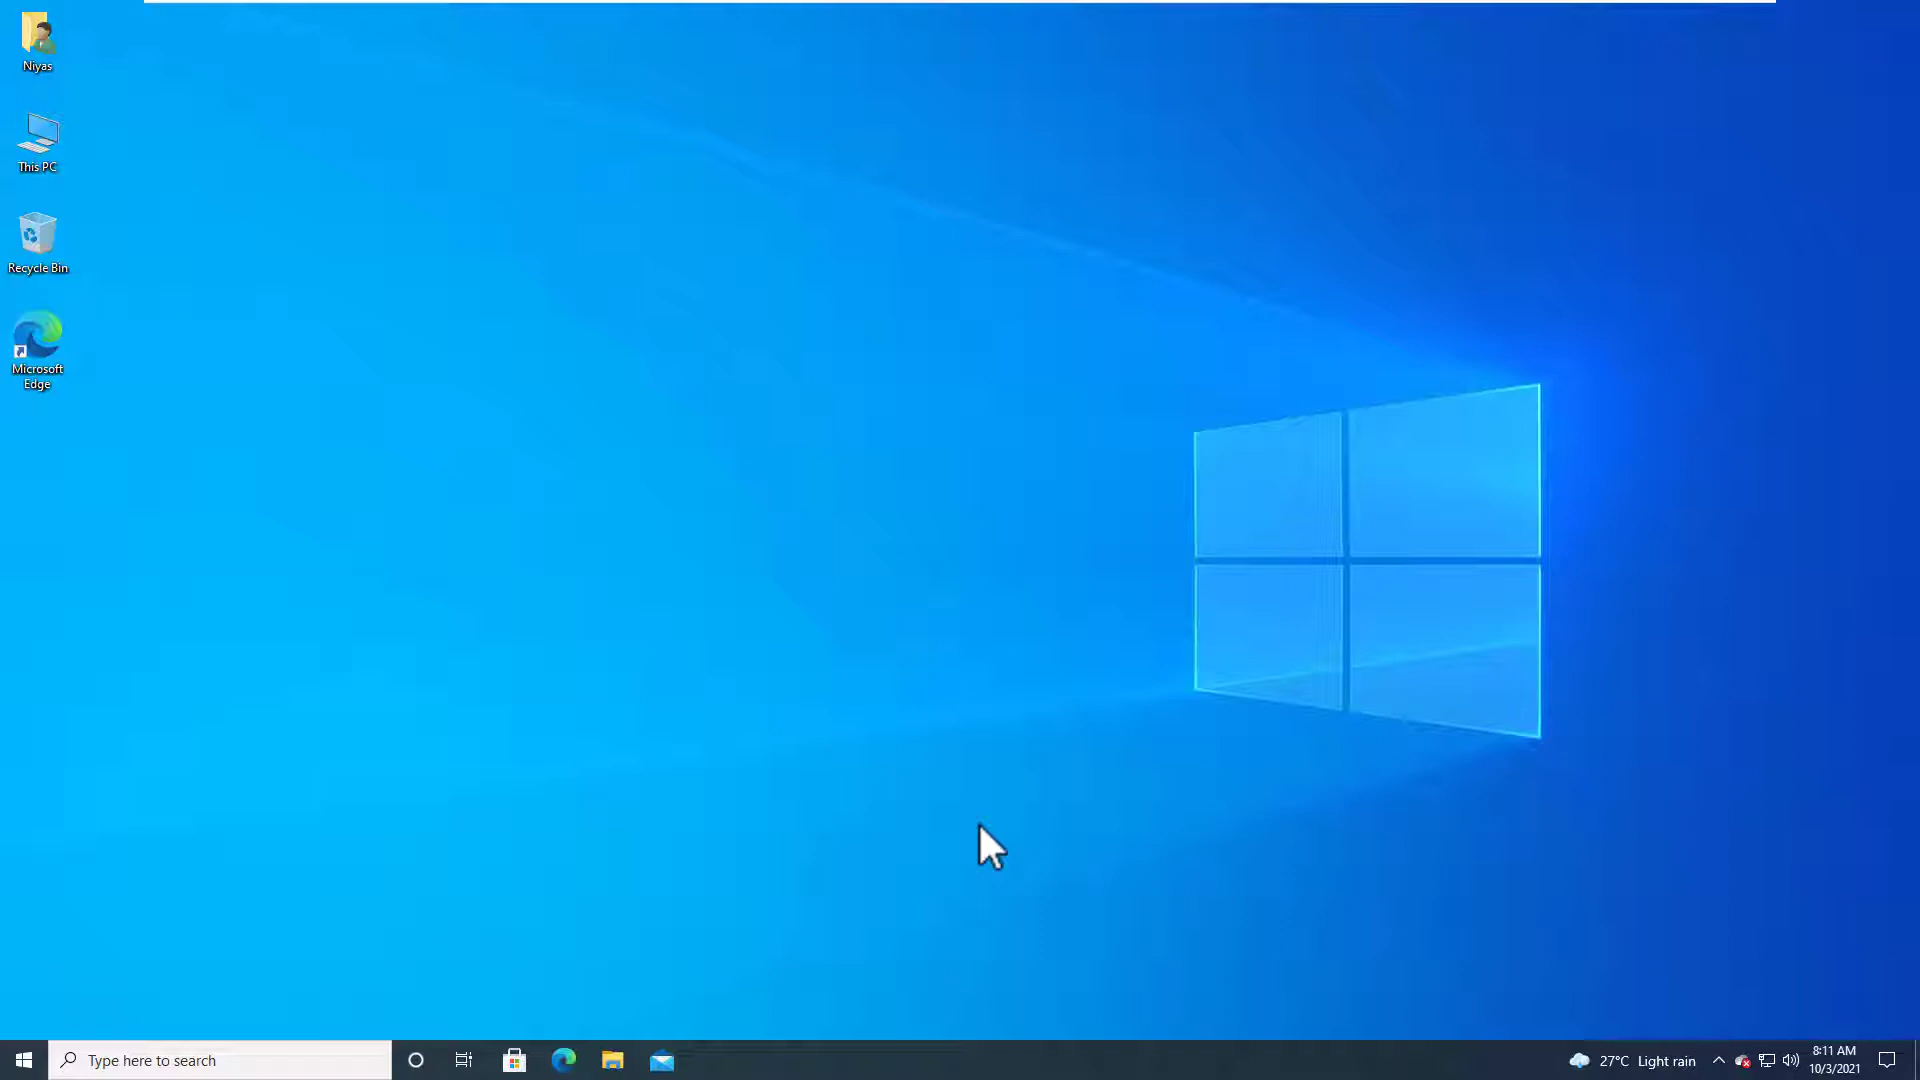 Niyas
This PC
Recycle Bin
Microsoft
Edge
Type here to search
27°C Light rain
8:11 AM
10/3/2021